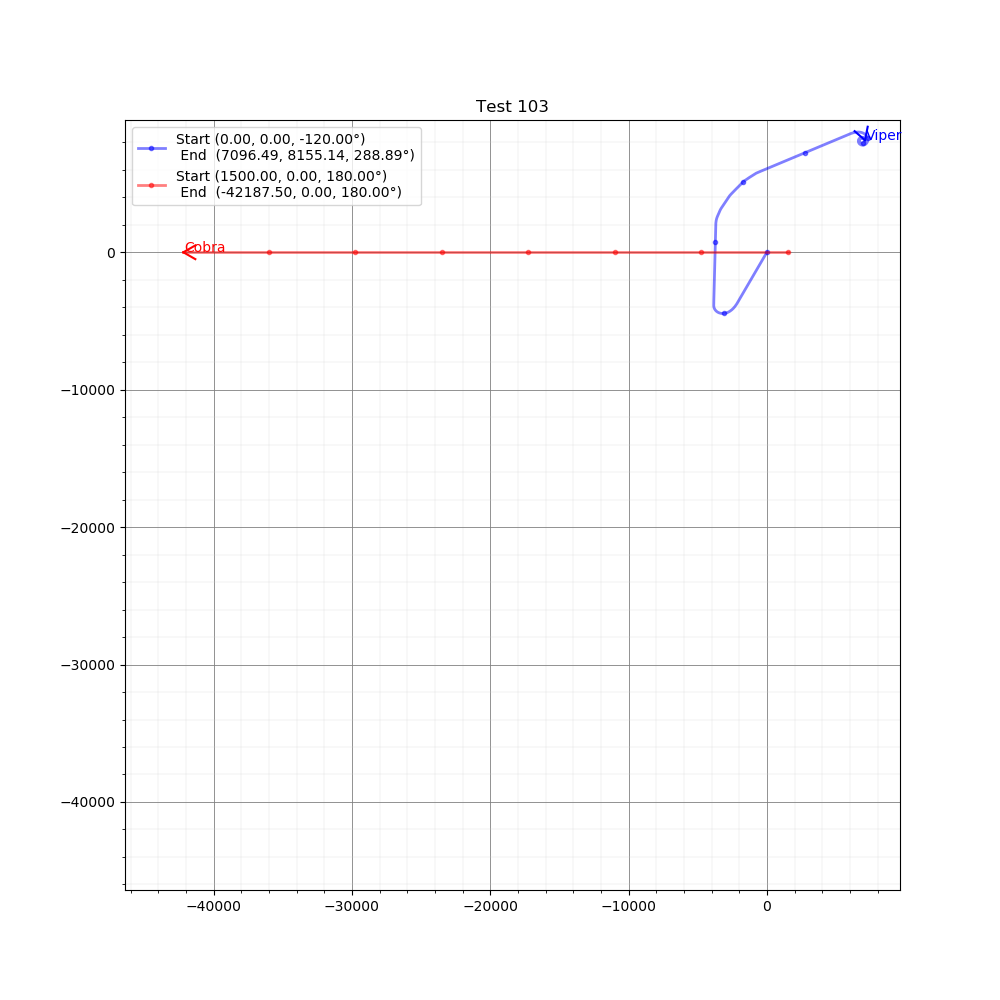 Test 103
Start (0.00, 0.00, -120.00°)
End (7096.49, 8155.14, 288.89°)
Start (1500.00, 0.00, 180.00°)
End (-42187.50, 0.00, 180.00°)
Viper
Cobra
0
−10000
−20000
−30000
−40000
−40000 −30000 −20000 −10000 0